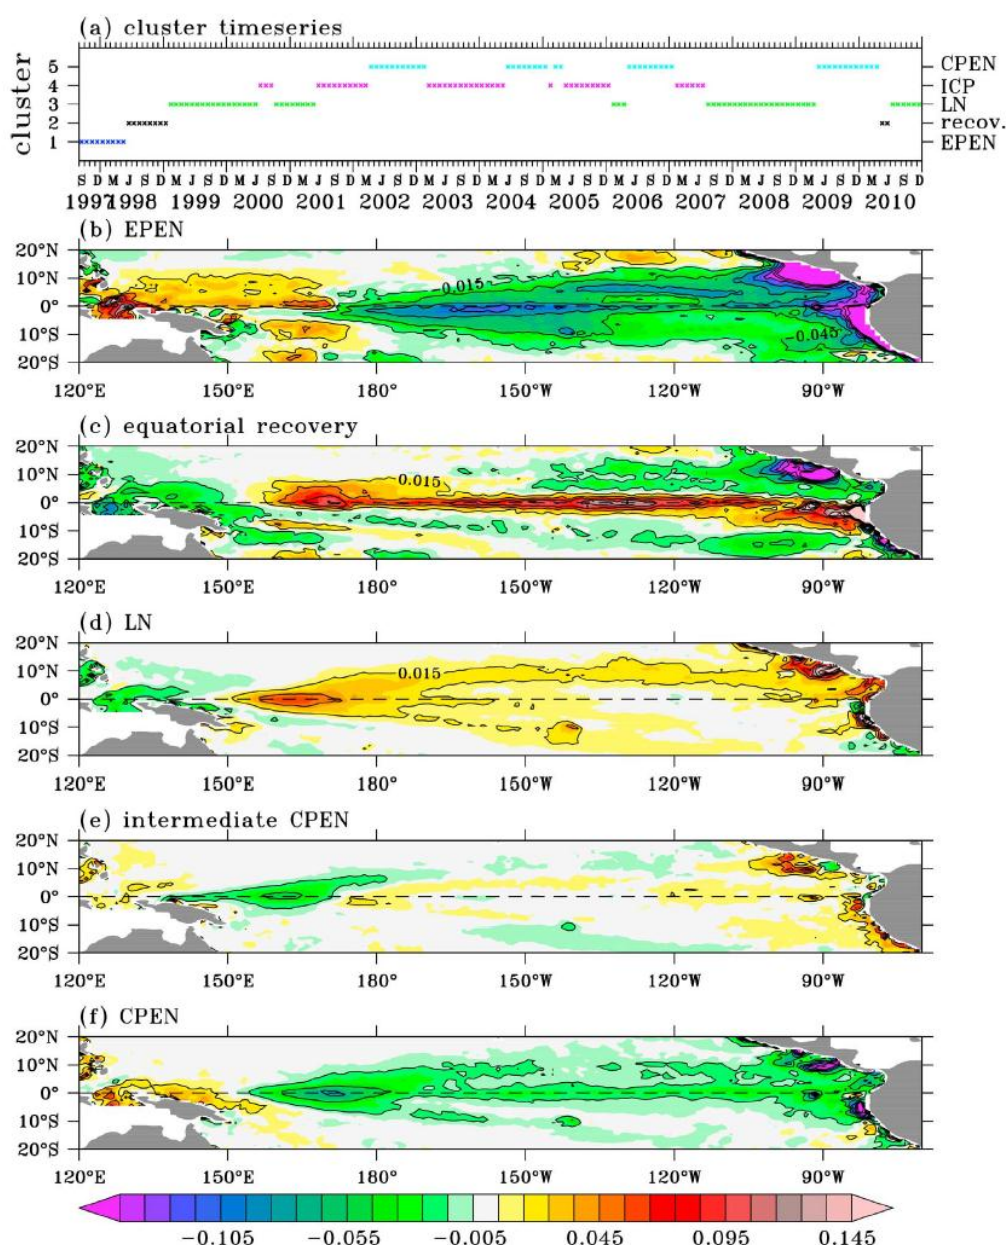 (a) cluster timeseries
cluster
5 CPEN
4 ICP
3 LN
2 recov.
1 EPEN
S D M J S D M J S D M J S D M J S D M J S D M J S D M J S D M J S D M J S D M J S D M J S D M J S D M J S D
1997 1998 1999 2000 2001 2002 2003 2004 2005 2006 2007 2008 2009 2010
(b) EPEN
20°N
10°N
0°
10°S
20°S
-0.015
-0.045
120°E 150°E 180° 150°W 120°W 90°W
(c) equatorial recovery
20°N
10°N
0°
10°S
20°S
0.015
120°E 150°E 180° 150°W 120°W 90°W
(d) LN
20°N
10°N
0°
10°S
20°S
0.015
120°E 150°E 180° 150°W 120°W 90°W
(e) intermediate CPEN
20°N
10°N
0°
10°S
20°S
120°E 150°E 180° 150°W 120°W 90°W
(f) CPEN
20°N
10°N
0°
10°S
20°S
120°E 150°E 180° 150°W 120°W 90°W
-0.105 -0.055 -0.005 0.045 0.095 0.145